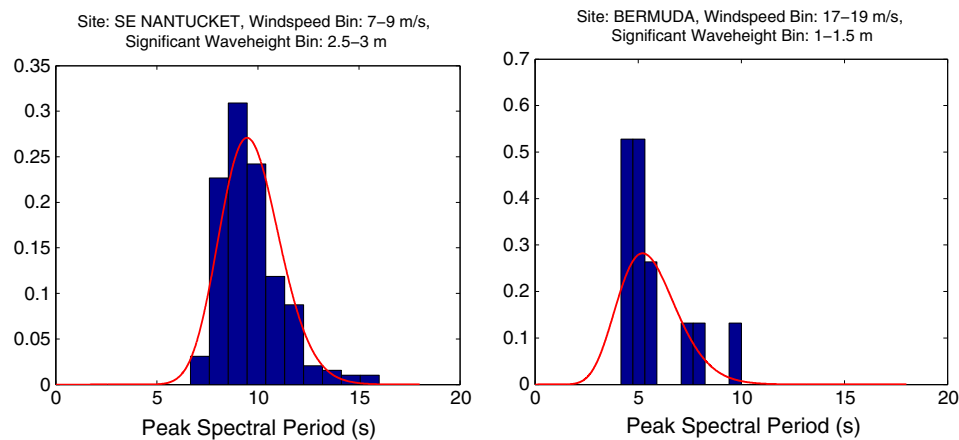 Site: SE NANTUCKET, Windspeed Bin: 7−9 m/s,
Significant Waveheight Bin: 2.5−3 m
0.35
0.3
0.25
0.2
0.15
0.1
0.05
0
0 5 10 15 20
Peak Spectral Period (s)
Site: BERMUDA, Windspeed Bin: 17−19 m/s,
Significant Waveheight Bin: 1−1.5 m
0.7
0.6
0.5
0.4
0.3
0.2
0.1
0
0 5 10 15 20
Peak Spectral Period (s)